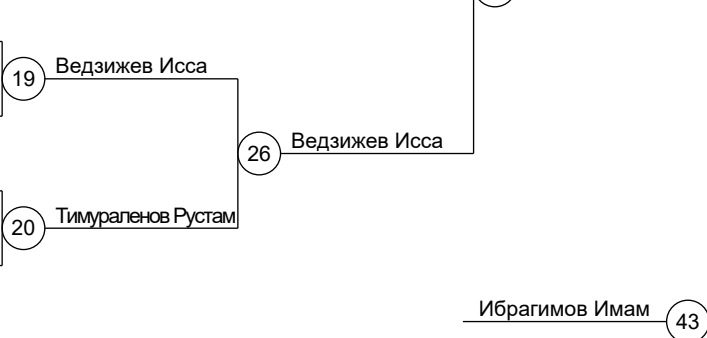 Ведзижев Исса
19
Ведзижев Исса
26
Тимураленов Рустам
20
Ибрагимов Имам
43